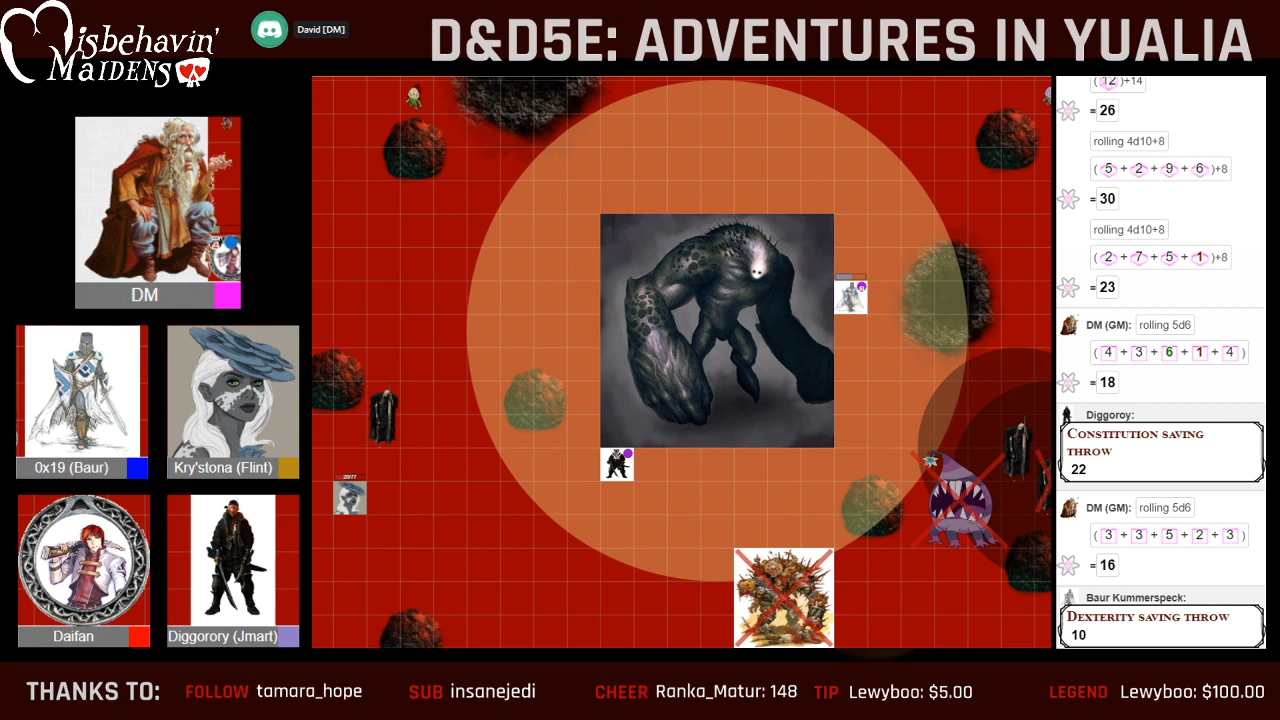 Misbehavin'
Maidens
David [DM]
D&D5E: ADVENTURES IN YUALIA
DM
0x19 (Baur)
Kry'stona (Flint)
Daifan
Diggorory (Jmart)
(12)+14
=26
rolling 4d10+8
(5+2+9+6)+8
=30
rolling 4d10+8
(2+7+5+1)+8
=23
DM (GM): rolling 5d6
(4+3+6+1+4)
=18
Diggoroy:
CONSTITUTION SAVING
THROW
22
DM (GM): rolling 5d6
(3+3+5+2+3)
=16
Baur Kummerspeck:
DEXTERITY SAVING THROW
10
THANKS TO: FOLLOW tamara_hope SUB insanejedi CHEER Ranka_Matur: 148 TIP Lewyboo: $5.00 LEGEND Lewyboo: $100.00